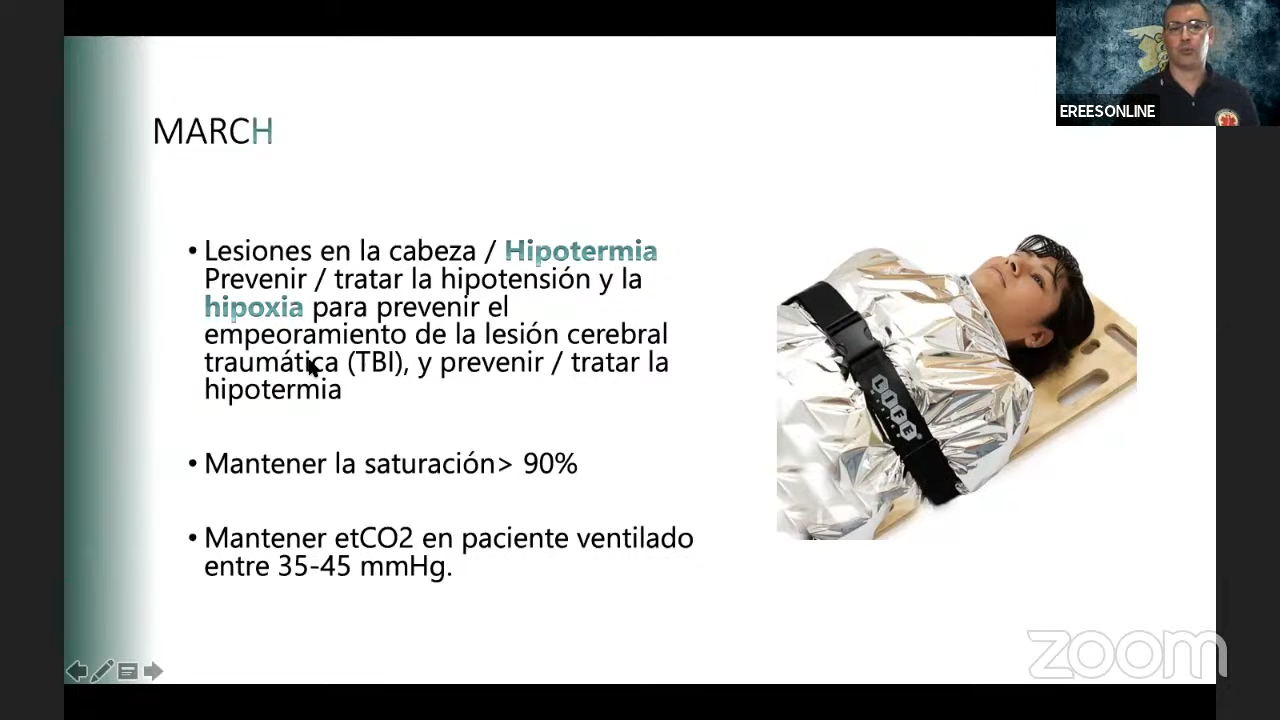 EREESONLINE
MARCH
• Lesiones en la cabeza / Hipotermia
Prevenir / tratar la hipotensión y la
hipoxia para prevenir el
empeoramiento de la lesión cerebral
traumática (TBI), y prevenir / tratar la
hipotermia
• Mantener la saturación> 90%
• Mantener etCO2 en paciente ventilado
entre 35-45 mmHg.
LIFE
zoom